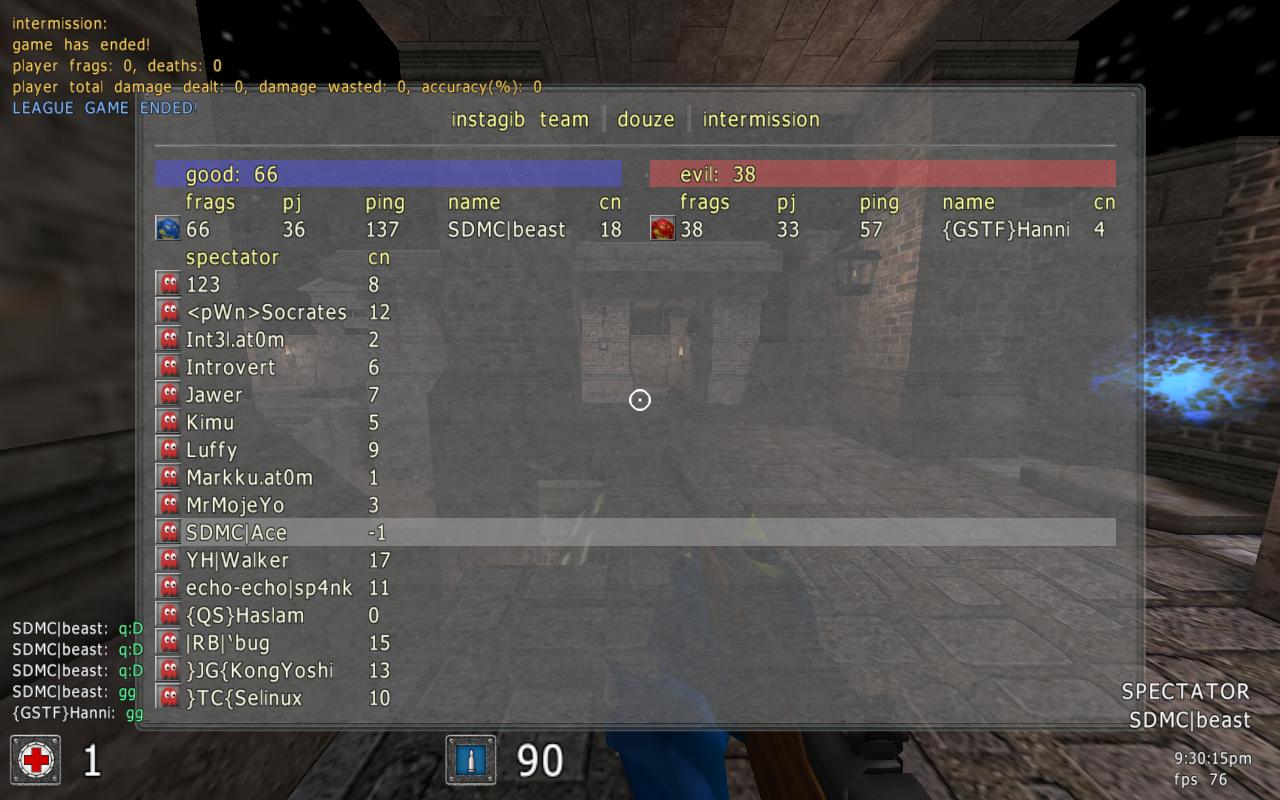 intermission:
game has ended!
player frags: 0, deaths: 0
player total damage dealt: 0, damage wasted: 0, accuracy(%): 0
LEAGUE GAME ENDED!
instagib team | douze | intermission
good: 66
evil: 38
frags pj ping name cn
frags pj ping name cn
66 36 137 SDMC|beast 18
38 33 57 {GSTF}Hanni 4
spectator cn
123 8
<pWn>Socrates 12
Int3l.at0m 2
Introvert 6
Jawer 7
Kimu 5
Luffy 9
Markku.at0m 1
MrMojeYo 3
SDMC|Ace -1
YH|Walker 17
echo-echo|sp4nk 11
{QS}Haslam 0
|RB|`bug 15
}JG{KongYoshi 13
}TC{Selinux 10
SDMC|beast: q:D
SDMC|beast: q:D
SDMC|beast: q:D
SDMC|beast: gg
{GSTF}Hanni: gg
SPECTATOR
SDMC|beast
1
90
9:30:15pm
fps 76